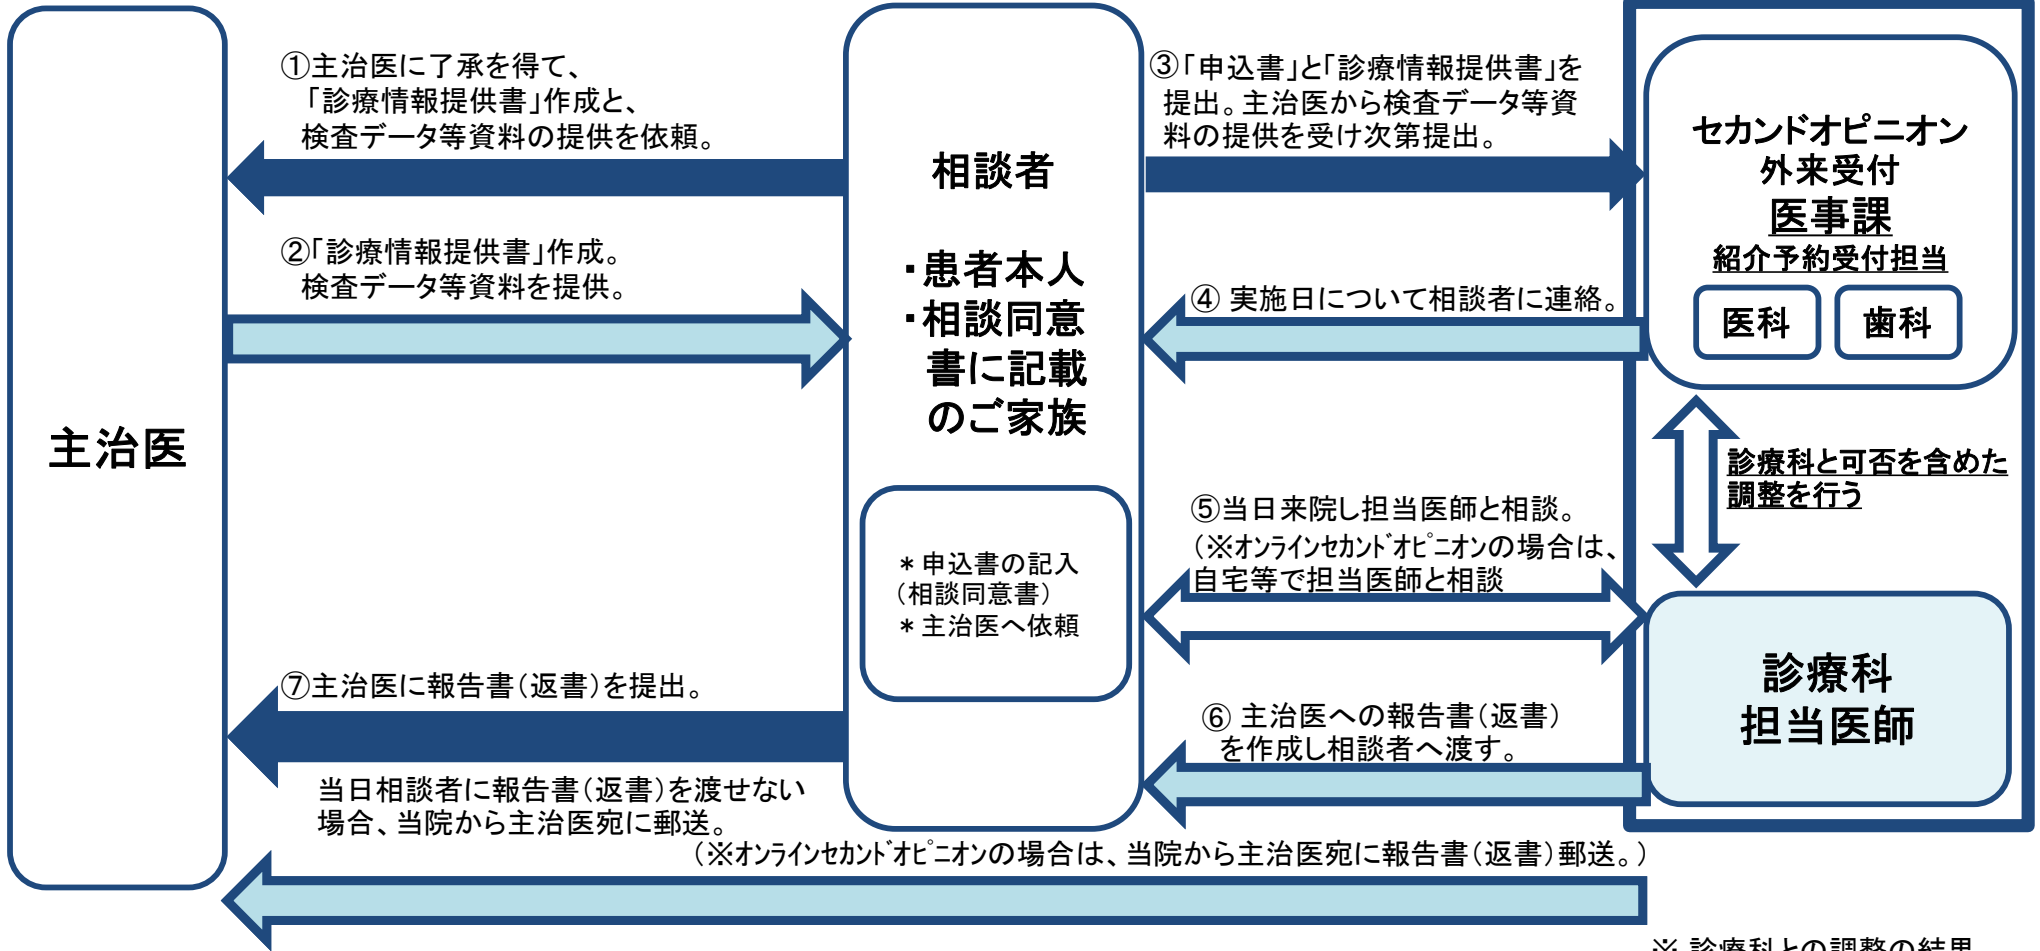 主治医
①主治医に了承を得て、
「診療情報提供書」作成と、
検査データ等資料の提供を依頼。
②「診療情報提供書」作成。
検査データ等資料を提供。
相談者
・患者本人
・相談同意
書に記載
のご家族
＊申込書の記入
（相談同意書）
＊主治医へ依頼
③「申込書」と「診療情報提供書」を
提出。主治医から検査データ等資
料の提供を受け次第提出。
セカンドオピニオン
外来受付
医事課
紹介予約受付担当
医科
歯科
④ 実施日について相談者に連絡。
診療科と可否を含めた
調整を行う
⑤当日来院し担当医師と相談。
（※ｵﾝﾗｲﾝｾｶﾝﾄﾞｵﾋﾟﾆｵﾝの場合は、
自宅等で担当医師と相談
診療科
担当医師
⑥ 主治医への報告書（返書）
を作成し相談者へ渡す。
⑦主治医に報告書（返書）を提出。
当日相談者に報告書（返書）を渡せない
場合、当院から主治医宛に郵送。
（※ｵﾝﾗｲﾝｾｶﾝﾄﾞｵﾋﾟﾆｵﾝの場合は、当院から主治医宛に報告書（返書）郵送。）
※ 診療科との調整の結果